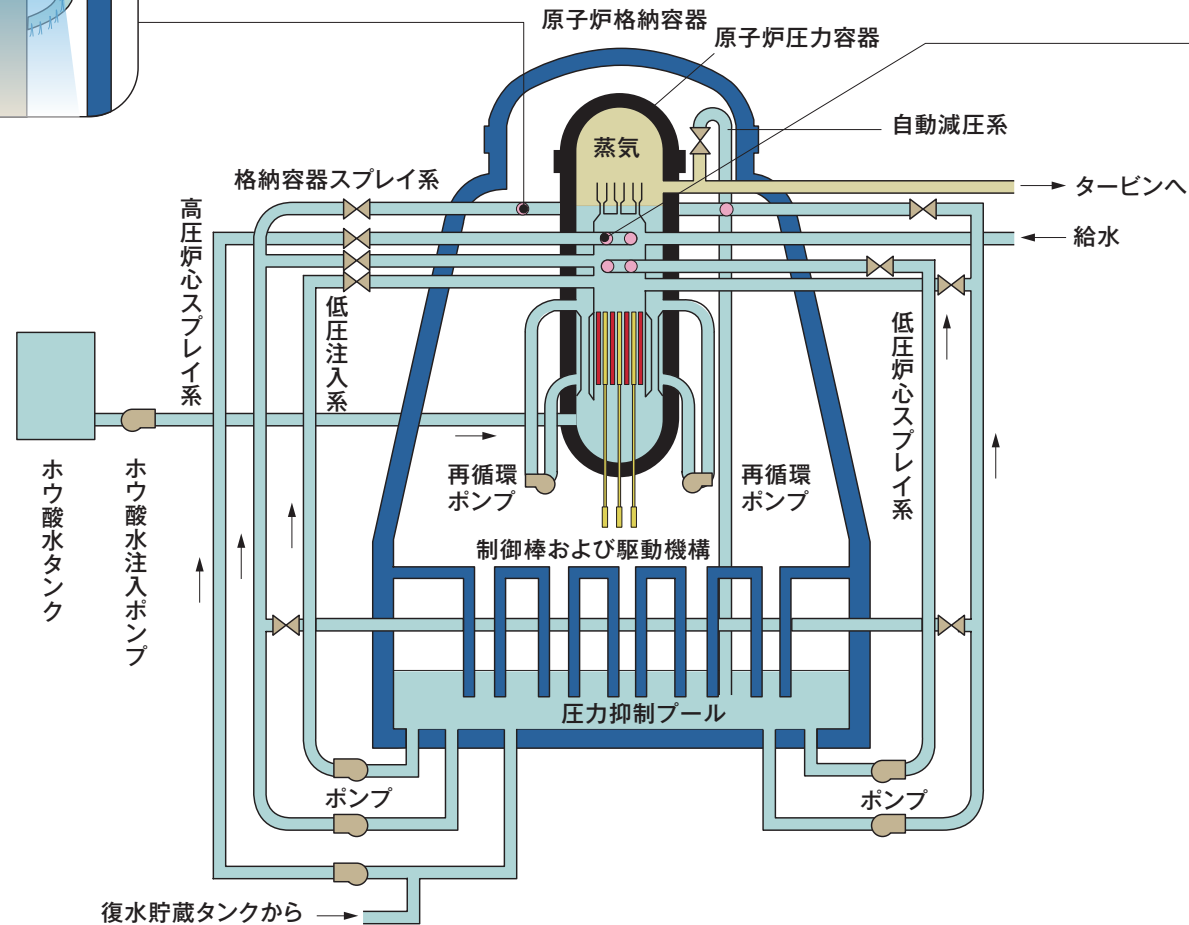 原子炉格納容器
原子炉圧力容器
自動減圧系
蒸気
格納容器スプレイ系
タービンへ
給水
高圧炉心スプレイ系
低圧注入系
低圧炉心スプレイ系
ホウ酸水タンク
ホウ酸水注入ポンプ
再循環
ポンプ
再循環
ポンプ
制御棒および駆動機構
圧力抑制プール
ポンプ
ポンプ
復水貯蔵タンクから